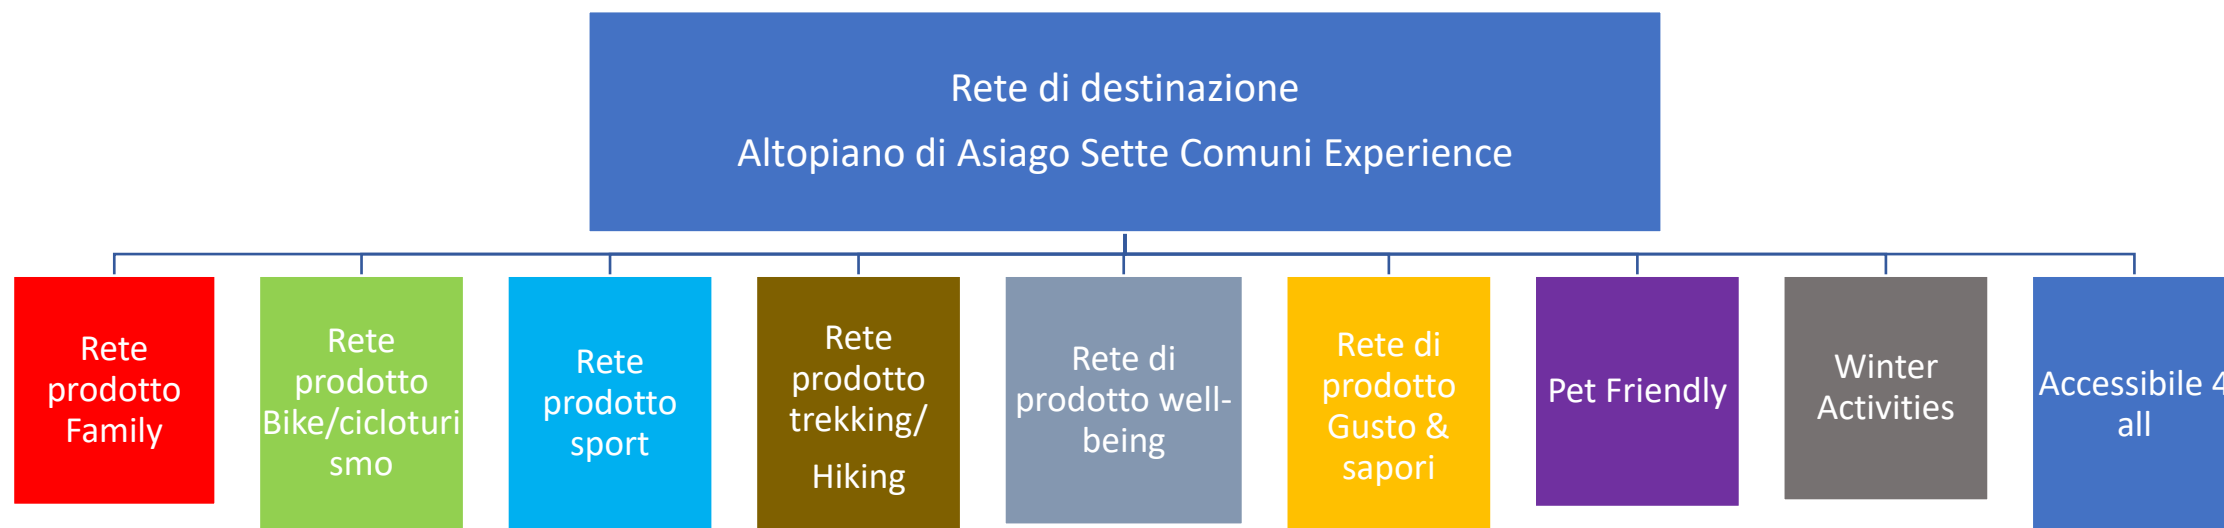 Rete di destinazione
Altopiano di Asiago Sette Comuni Experience
Rete
prodotto
Family
Rete
prodotto
Bike/cicloturi
smo
Rete
prodotto
sport
Rete
prodotto
trekking/
Hiking
Rete di
prodotto well-
being
Rete di
prodotto
Gusto &
sapori
Pet Friendly
Winter
Activities
Accessibile 4
all